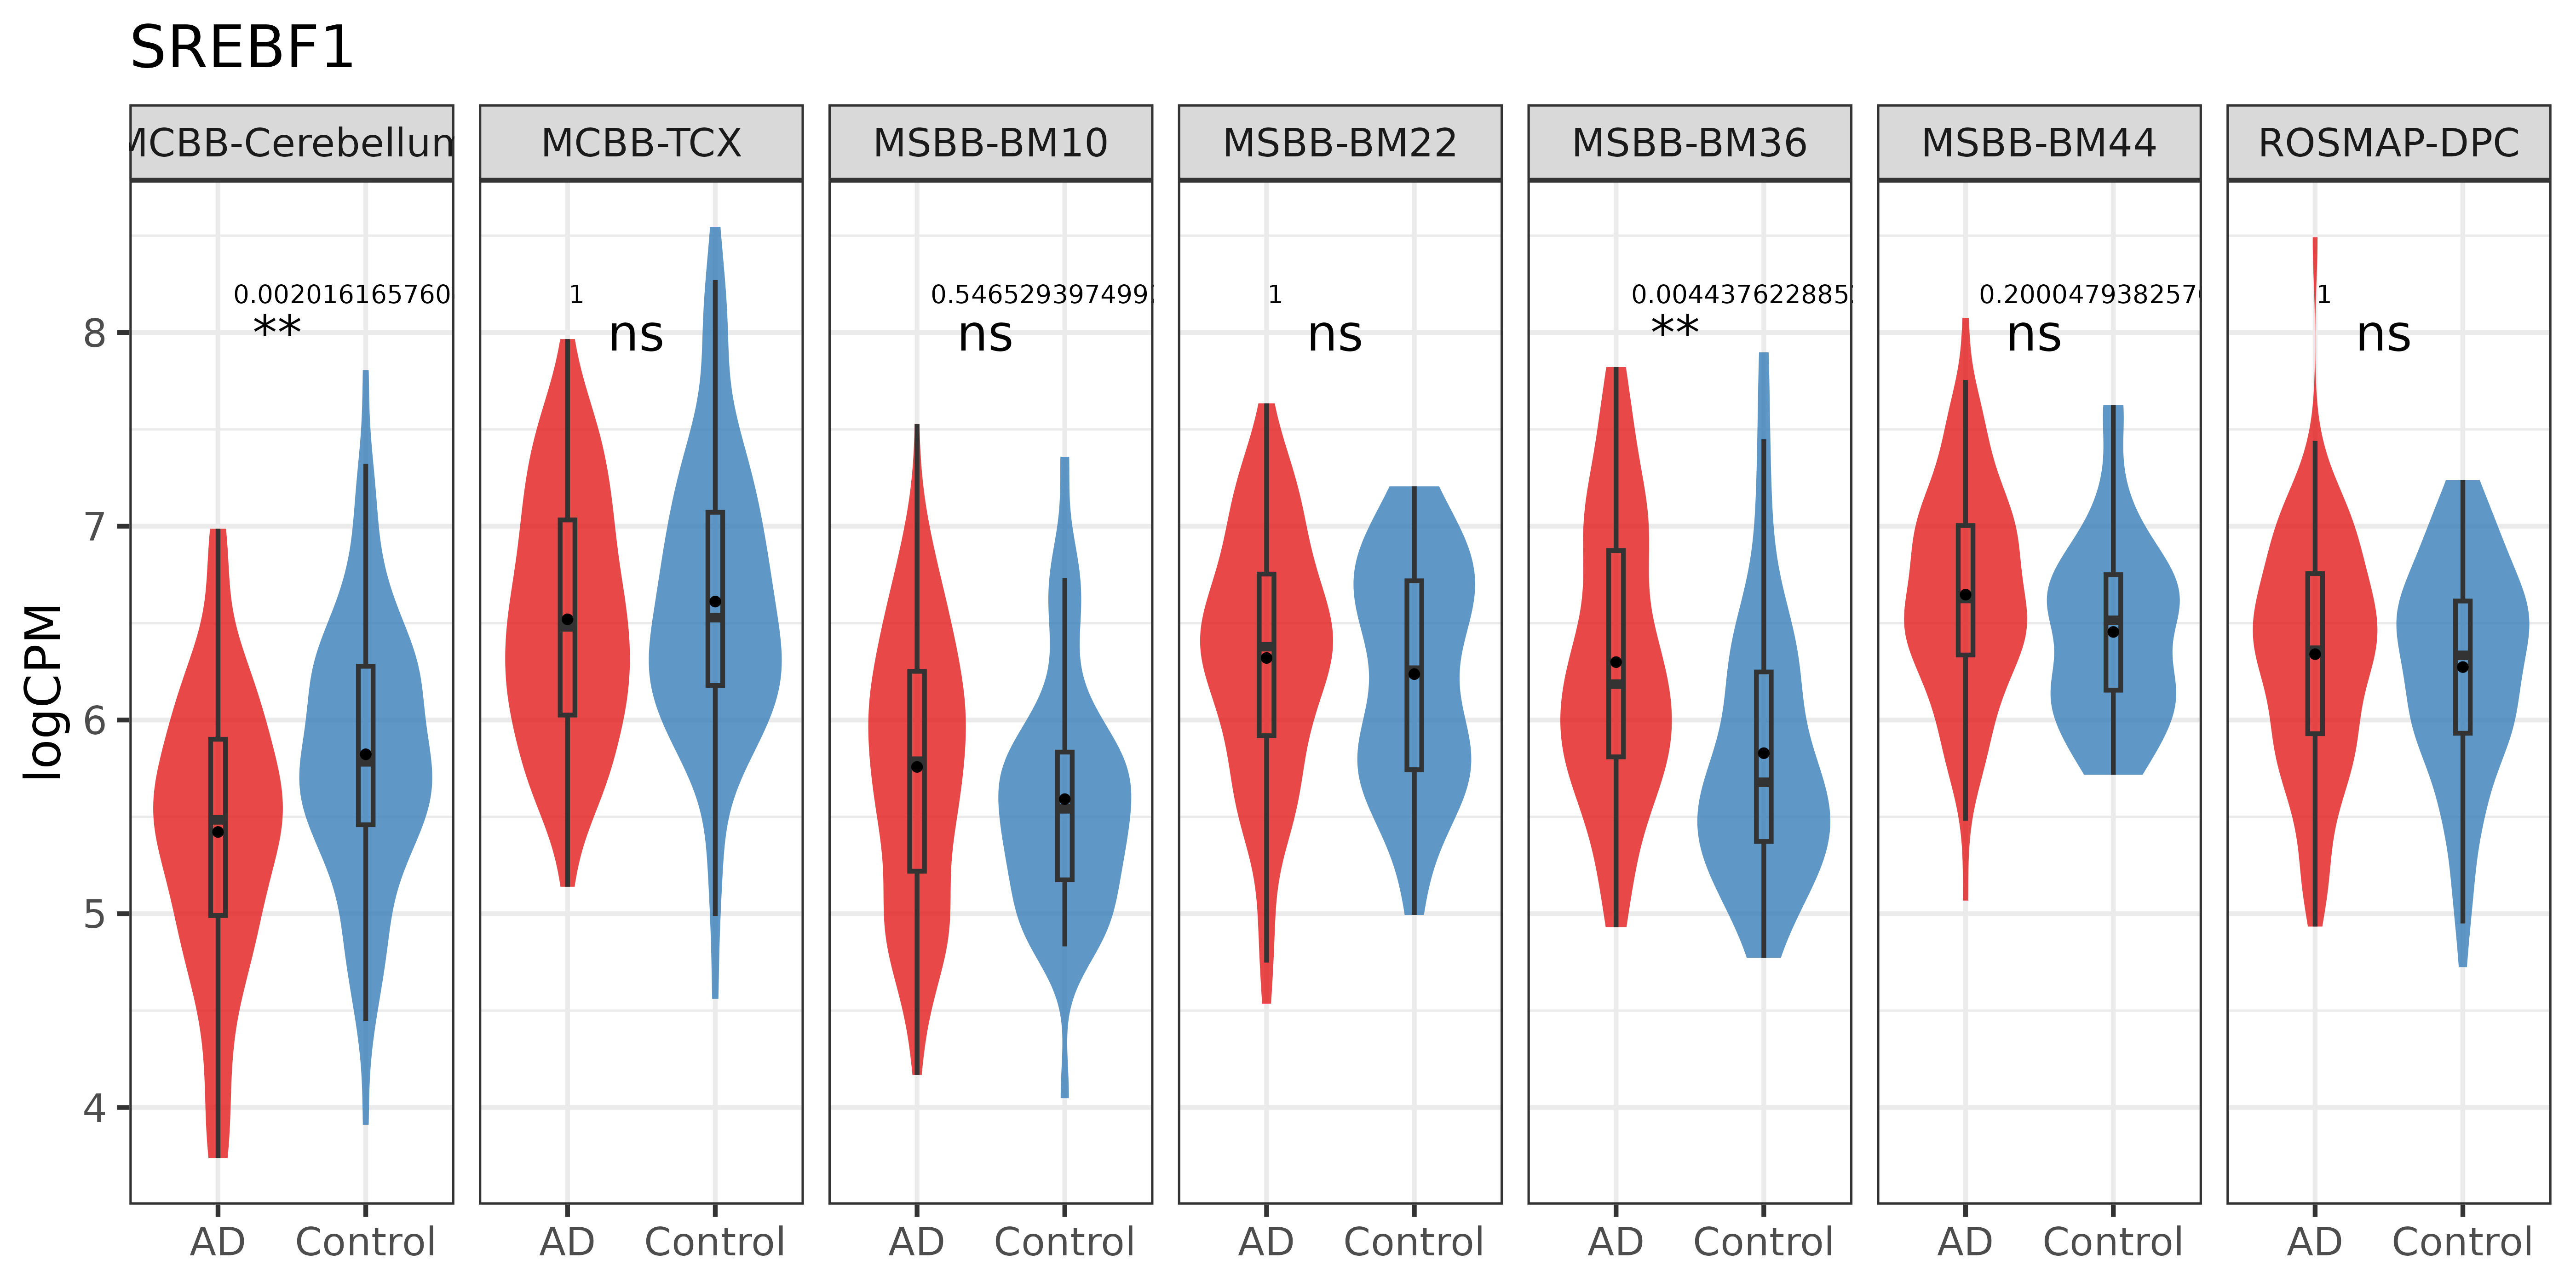 SREBF1
MCBB-Cerebellum MCBB-TCX MSBB-BM10 MSBB-BM22 MSBB-BM36 MSBB-BM44 ROSMAP-DPC
0.002016165760 1 0.546529397499 1 0.004437622885 0.20004793825 1
** ns ns ns ** ns ns
8
7
6
5
4
logCPM
AD Control AD Control AD Control AD Control AD Control AD Control AD Control